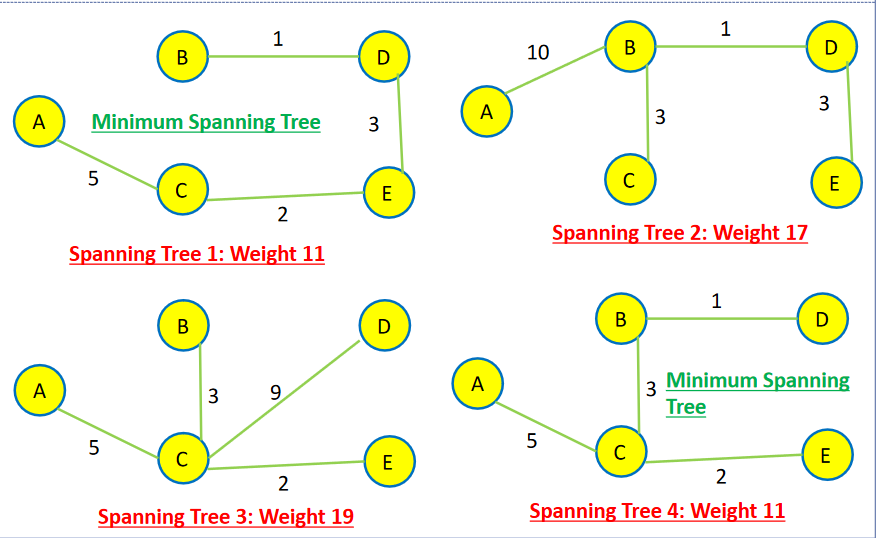 B
1
D
A
Minimum Spanning Tree
3
5
C
2
E
Spanning Tree 1: Weight 11
10
B
1
D
A
3
3
C
E
Spanning Tree 2: Weight 17
B
D
A
3
9
5
C
2
E
Spanning Tree 3: Weight 19
B
1
D
A
3
Minimum Spanning
Tree
5
C
2
E
Spanning Tree 4: Weight 11